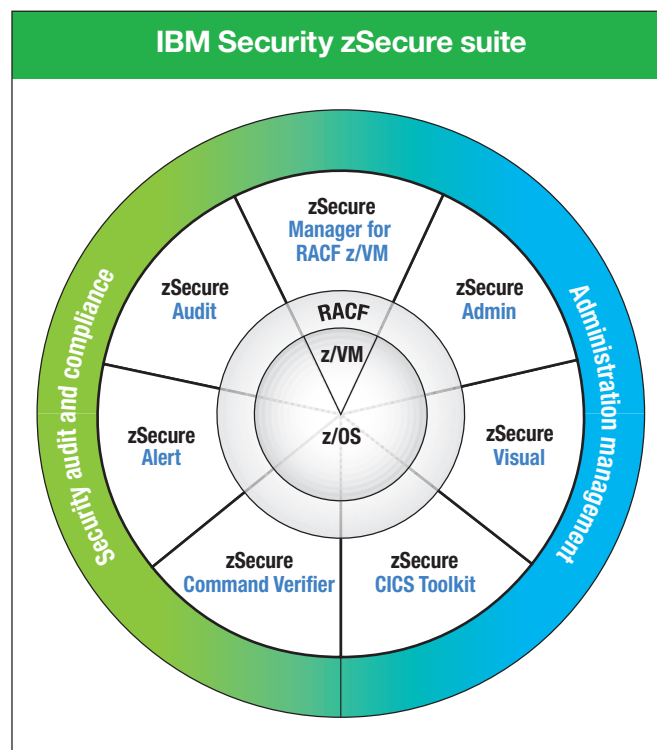 IBM Security zSecure suite
zSecure
Manager for
RACF z/VM
zSecure
Audit
zSecure
Admin
RACF
z/VM
z/OS
zSecure
Alert
zSecure
Visual
zSecure
Command Verifier
zSecure
CICS Toolkit
Security audit and compliance
Administration management